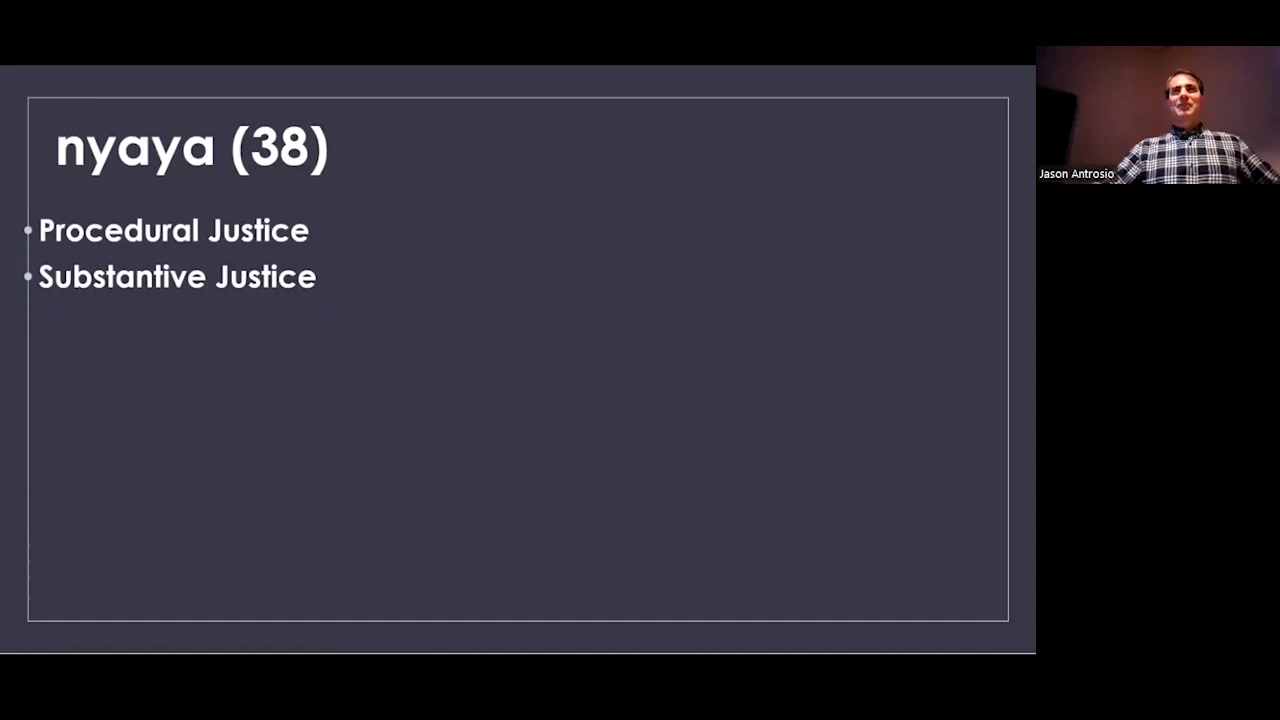 nyaya (38)
• Procedural Justice
• Substantive Justice
Jason Antrosio